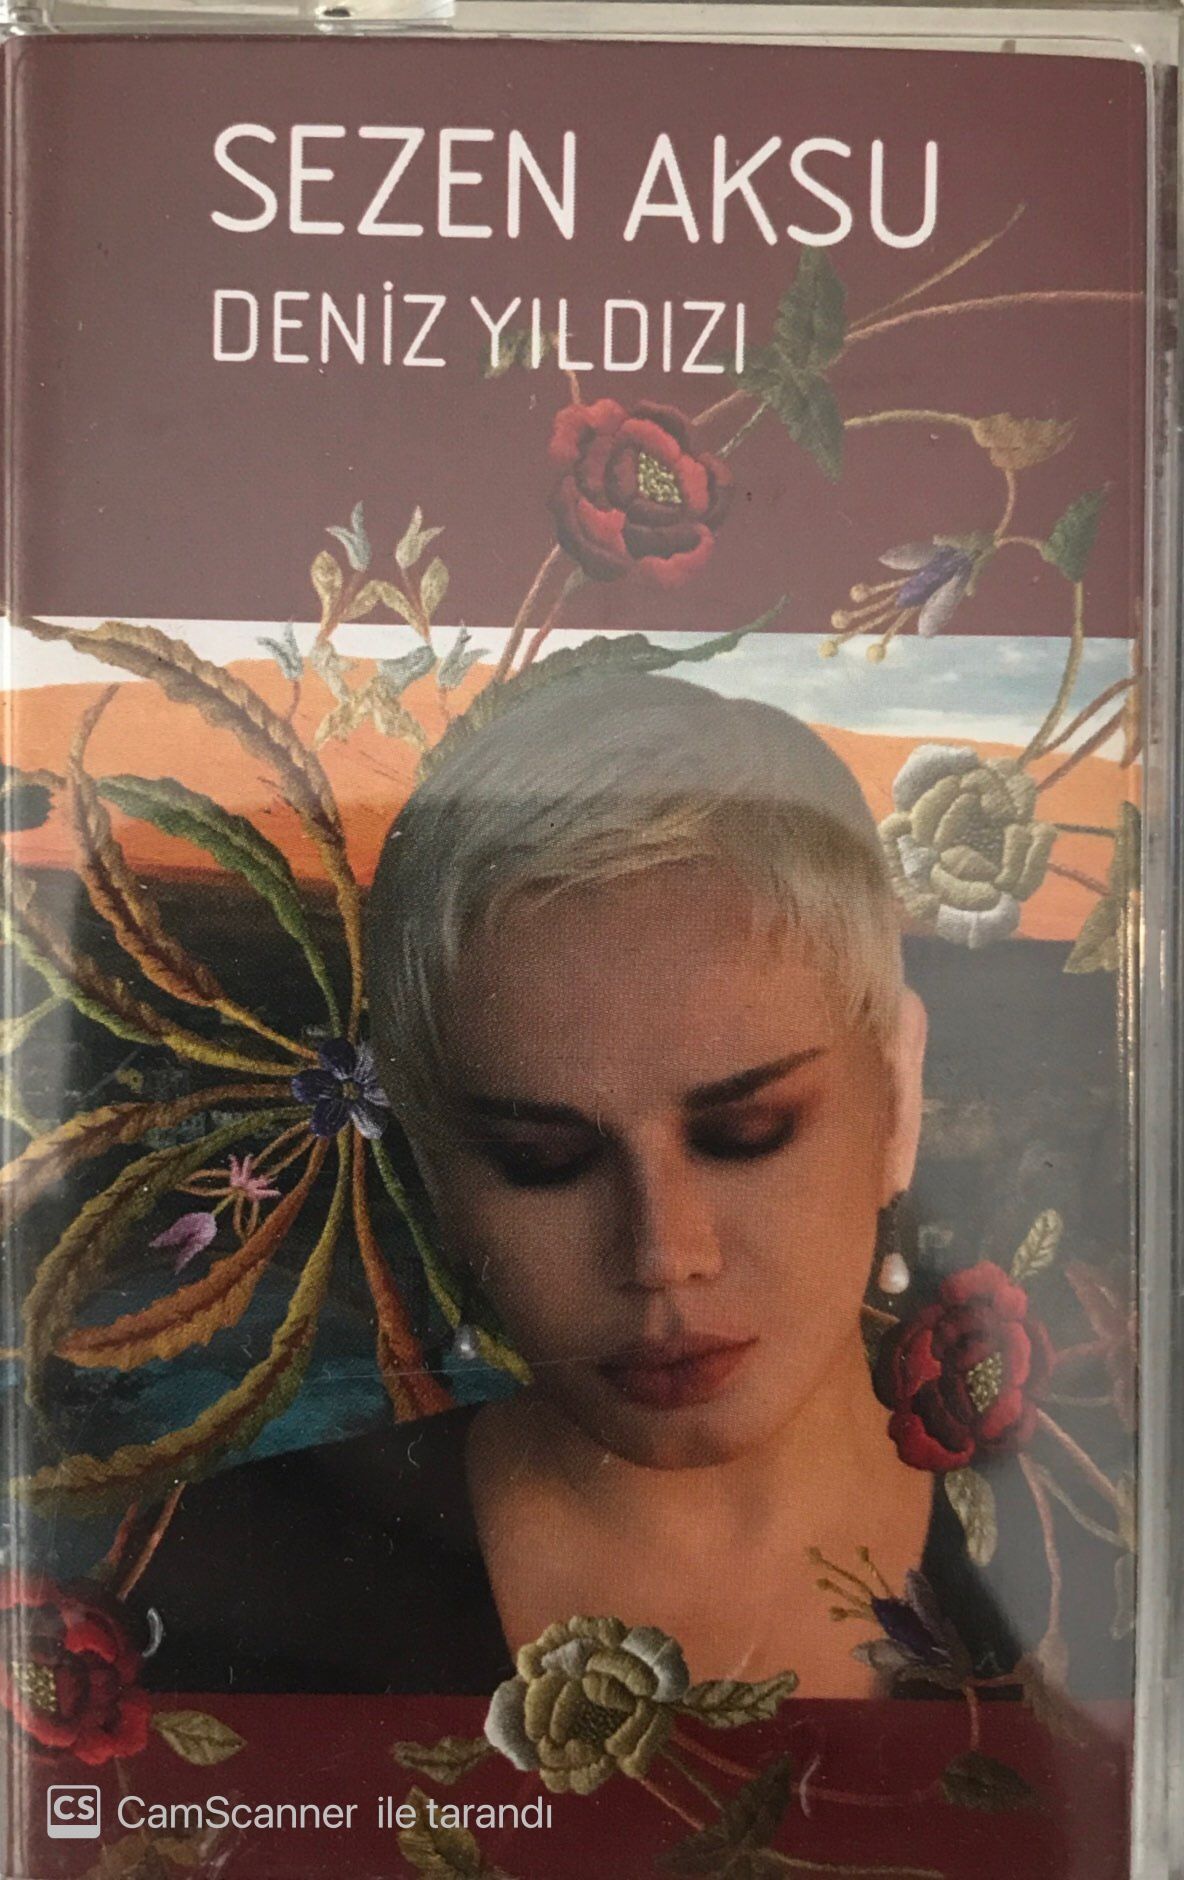 SEZEN AKSU
DENİZ YILDIZI
CS CamScanner ile tarandı